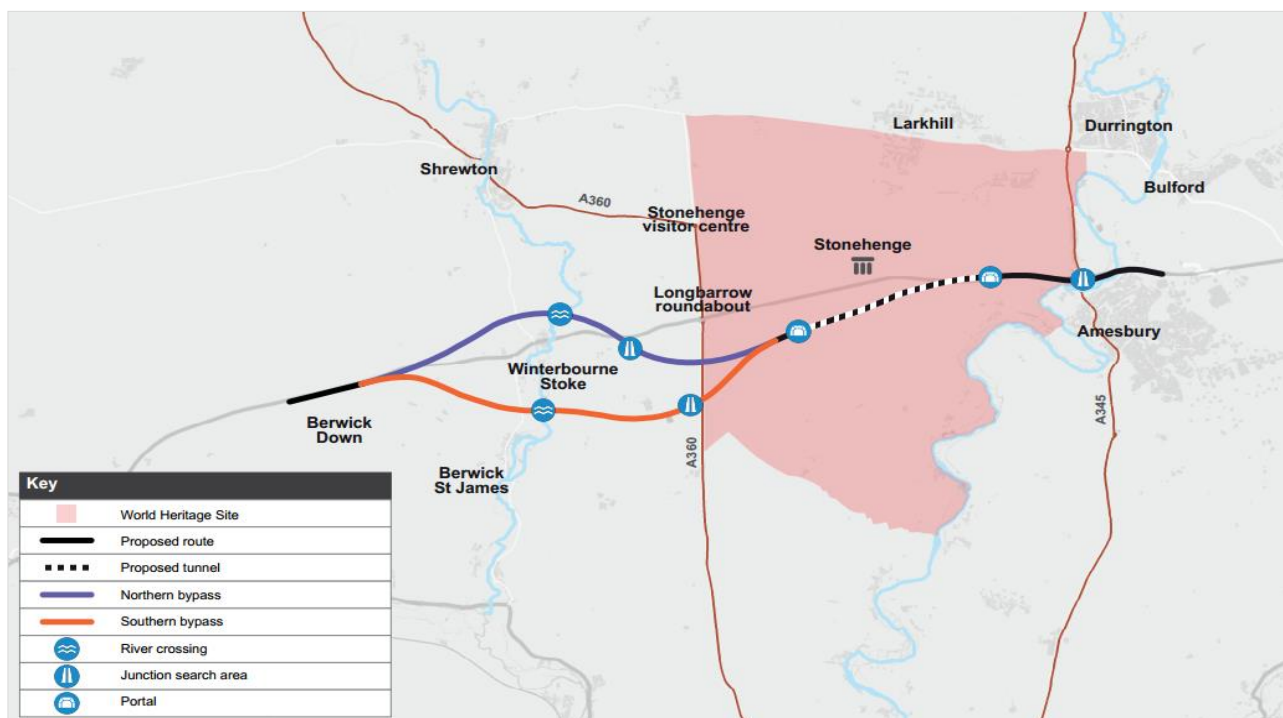 Larkhill
Durrington
Shrewton
Bulford
A360
Stonehenge
visitor centre
Stonehenge
Longbarrow
roundabout
Amesbury
Winterbourne
Stoke
Berwick
Down
A345
A360
Berwick
St James
Key
World Heritage Site
Proposed route
Proposed tunnel
Northern bypass
Southern bypass
River crossing
Junction search area
Portal